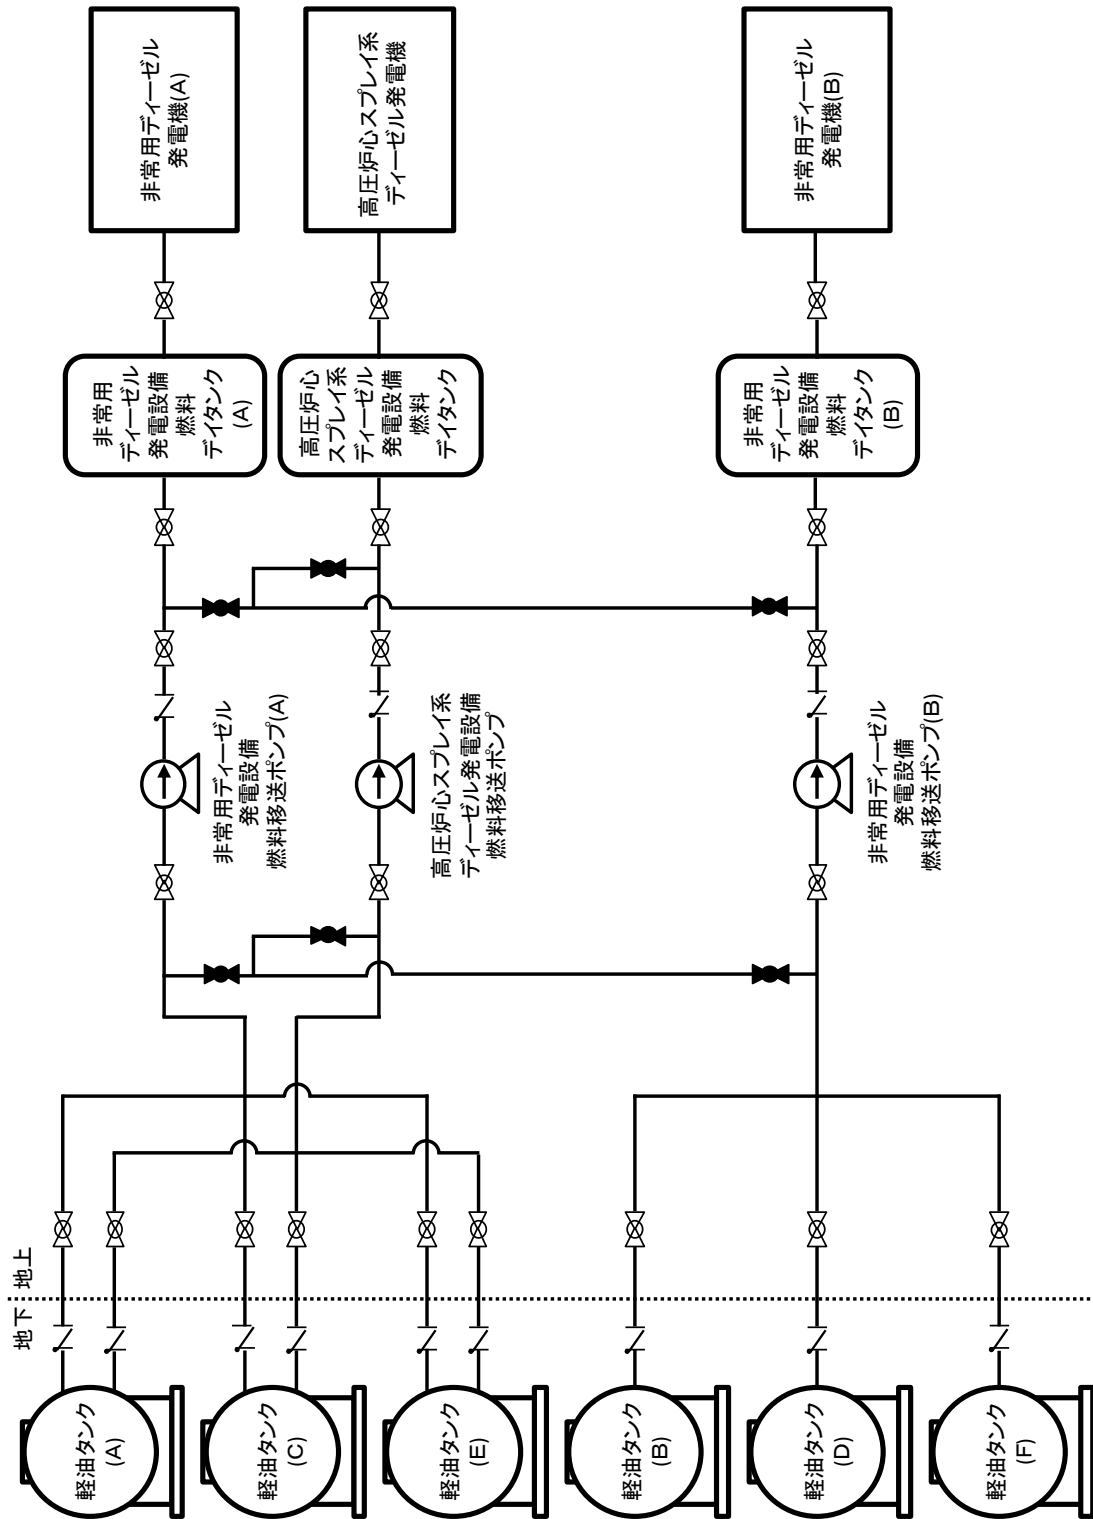 非常用ディーゼル
発電機(A)
高圧炉心スプレイ系
ディーゼル発電機
非常用ディーゼル
発電機(B)
非常用
ディーゼル
発電設備
燃料
デイタンク
(A)
高圧炉心
スプレイ系
ディーゼル
発電設備
燃料
デイタンク
非常用
ディーゼル
発電設備
燃料
デイタンク
(B)
非常用ディーゼル
発電設備
燃料移送ポンプ(A)
高圧炉心スプレイ系
ディーゼル発電設備
燃料移送ポンプ
非常用ディーゼル
発電設備
燃料移送ポンプ(B)
地上
地下
軽油タンク
(A)
軽油タンク
(C)
軽油タンク
(E)
軽油タンク
(B)
軽油タンク
(D)
軽油タンク
(F)